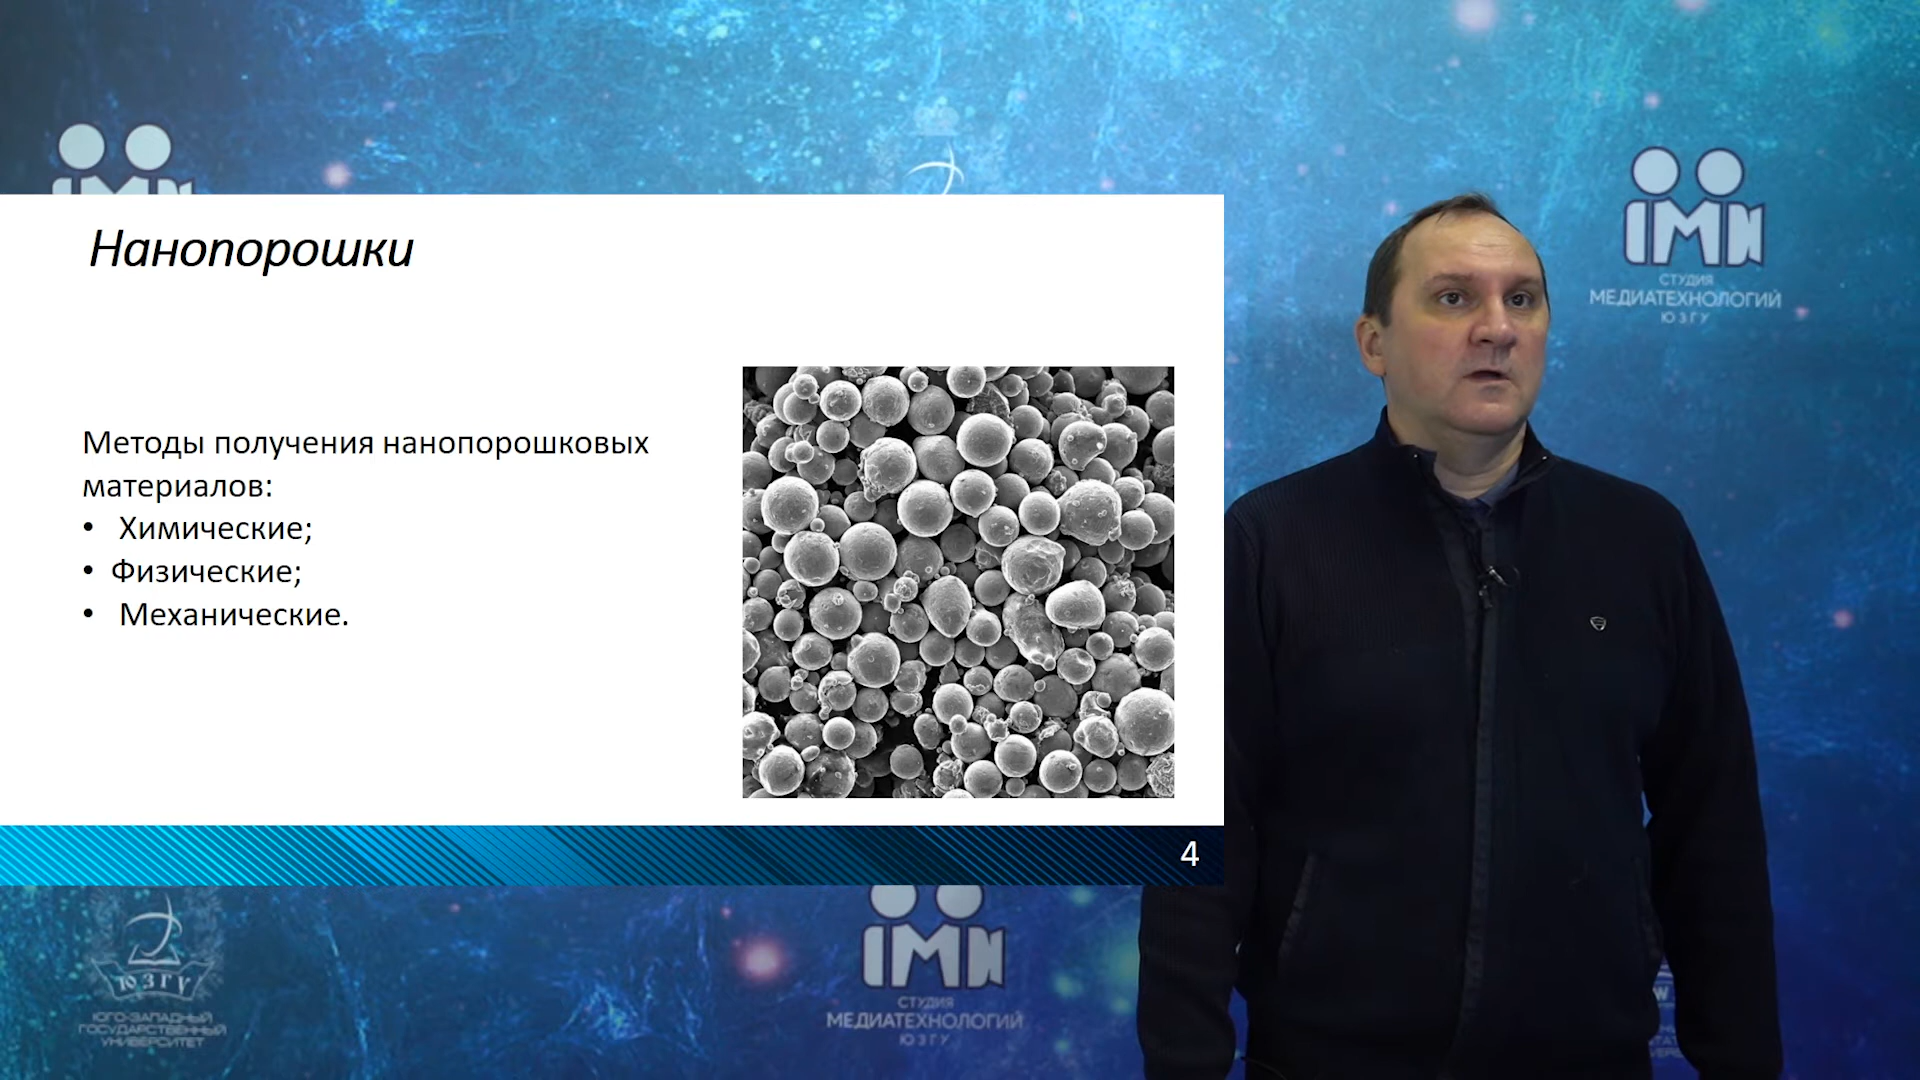 Нанопорошки
Методы получения нанопорошковых
материалов:
• Химические;
• Физические;
• Механические.
4
СТУДИЯ
МЕДИАТЕХНОЛОГИЙ
ЮЗГУ
ЮЗГУ
ЮГО-ЗАПАДНЫЙ
ГОСУДАРСТВЕННЫЙ
УНИВЕРСИТЕТ
СТУДИЯ
МЕДИАТЕХНОЛОГИЙ
ЮЗГУ